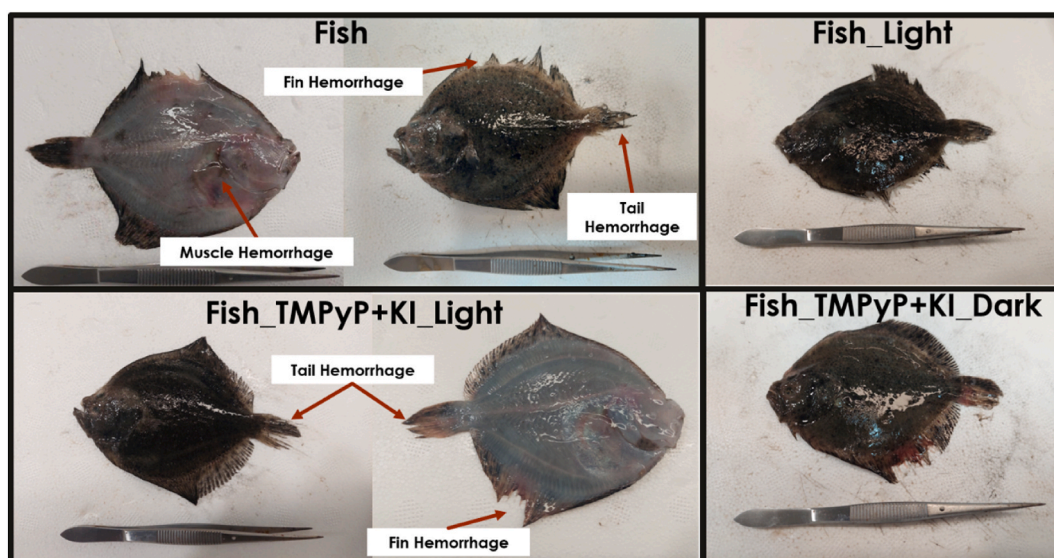 Fish
Fin Hemorrhage
Tail
Hemorrhage
Muscle Hemorrhage
Fish_Light
Fish_TMPyP+KI_Light
Tail Hemorrhage
Fin Hemorrhage
Fish_TMPyP+KI_Dark